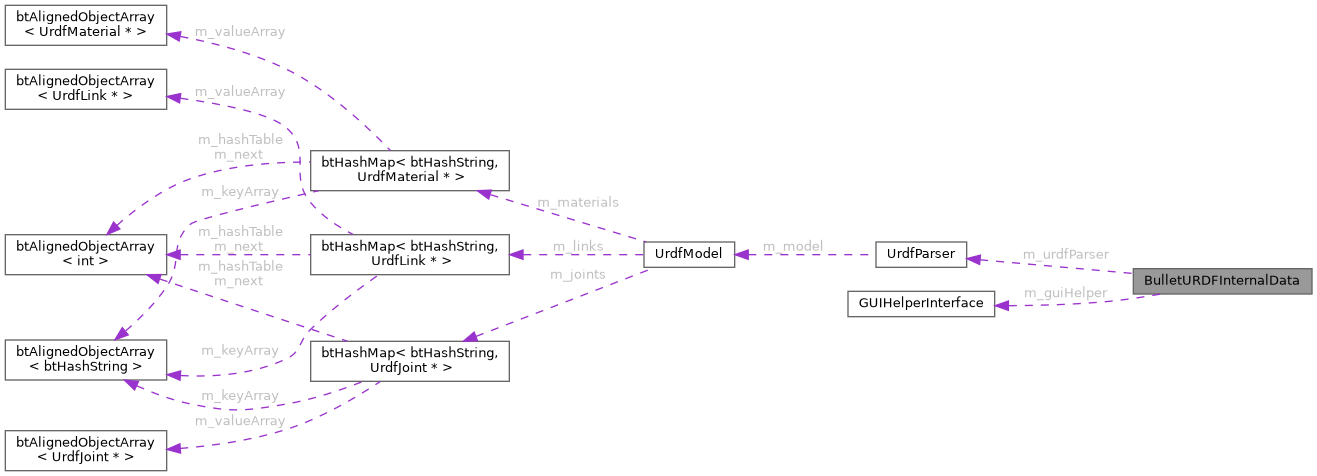 btAlignedObjectArray
< UrdfMaterial * >
m_valueArray
btAlignedObjectArray
< UrdfLink * >
m_valueArray
m_hashTable
m_next
btHashMap< btHashString,
UrdfMaterial * >
m_keyArray
m_materials
btAlignedObjectArray
< int >
m_hashTable
m_next
btHashMap< btHashString,
UrdfLink * >
m_links
UrdfModel
m_model
UrdfParser
m_urdfParser
BulletURDFInternalData
m_hashTable
m_next
m_joints
GUIHelperInterface
m_guiHelper
btAlignedObjectArray
< btHashString >
m_keyArray
btHashMap< btHashString,
UrdfJoint * >
m_keyArray
m_valueArray
btAlignedObjectArray
< UrdfJoint * >